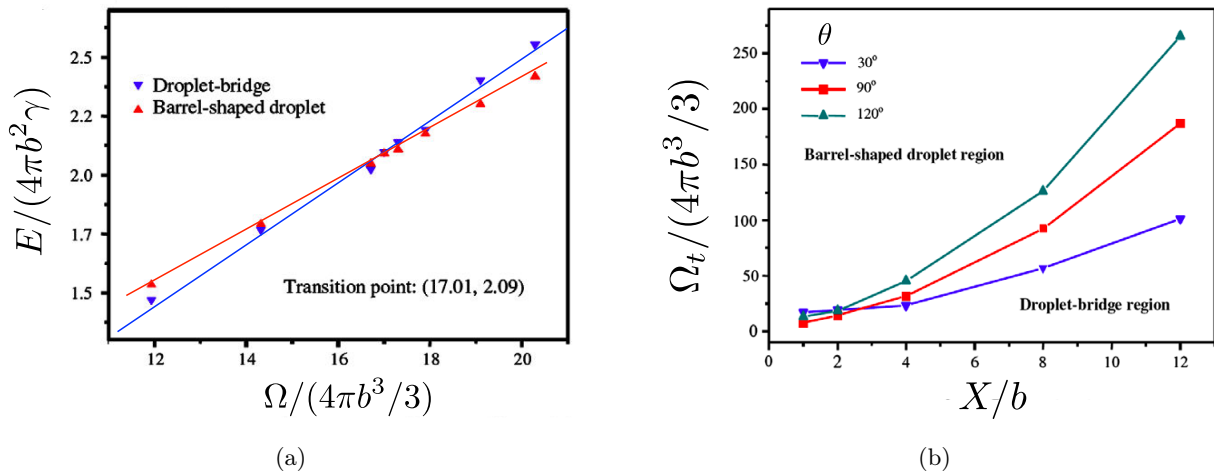 E/(4πb²γ)
2.5
2.2
2.0
1.7
1.5
Droplet-bridge
Barrel-shaped droplet
Transition point: (17.01, 2.09)
12 14 16 18 20
Ω/(4πb³/3)
(a)
Ωₜ/(4πb³/3)
250
200
150
100
50
0
θ
30°
90°
120°
Barrel-shaped droplet region
Droplet-bridge region
0 2 4 6 8 10 12
X/b
(b)